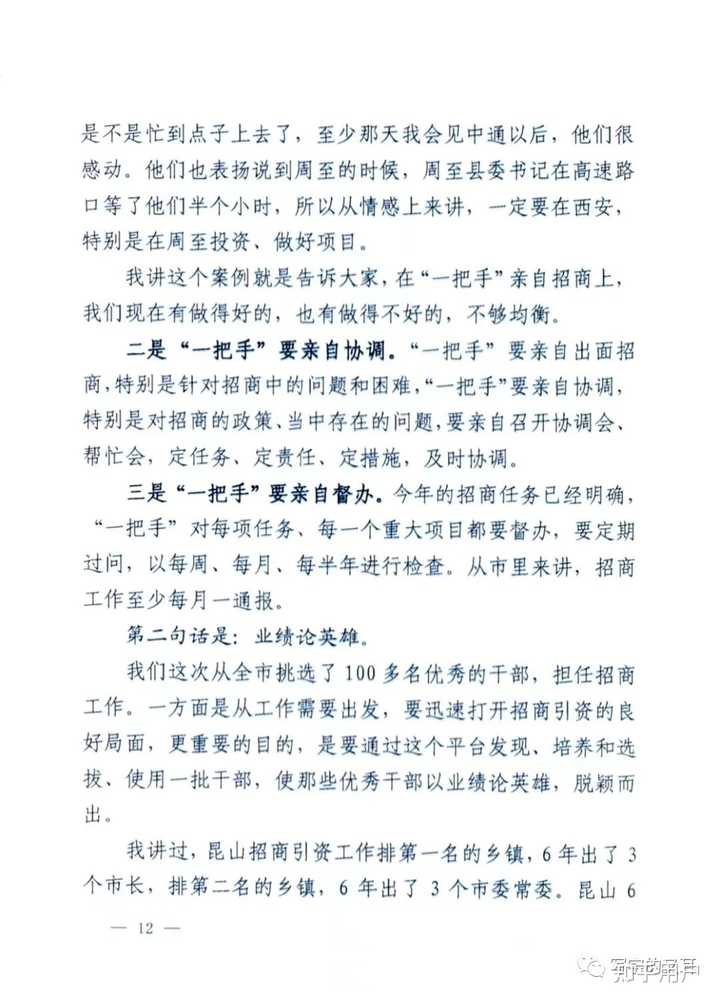 是不是忙到点子上去了，至少那天我会见中通以后，他们很
感动。他们也表扬说到周至的时候，周至县委书记在高速路
口等了他们半个小时，所以从情感上来讲，一定要在西安，
特别是在周至投资、做好项目。
我讲这个案例就是告诉大家，在“一把手”亲自招商上，
我们现在有做得好的，也有做得不好的，不够均衡。
二是“一把手”要亲自协调。“一把手”要亲自出面招
商，特别是针对招商中的问题和困难，“一把手”要亲自协调，
特别是对招商的政策、当中存在的问题，要亲自召开协调会、
帮忙会，定任务、定责任、定措施，及时协调。
三是“一把手”要亲自督办。今年的招商任务已经明确，
“一把手”对每项任务、每一个重大项目都要督办，要定期
过问，以每周、每月、每半年进行检查。从市里来讲，招商
工作至少每月一通报。
第二句话是：业绩论英雄。
我们这次从全市挑选了 100 多名优秀的干部，担任招商
工作。一方面是从工作需要出发，要迅速打开招商引资的良
好局面，更重要的目的，是要通过这个平台发现、培养和选
拔、使用一批干部，使那些优秀干部以业绩论英雄，脱颖而
出。
我讲过，昆山招商引资工作排第一名的乡镇，6 年出了 3
个市长，排第二名的乡镇，6 年出了 3 个市委常委。昆山 6
— 12 —
知乎用户